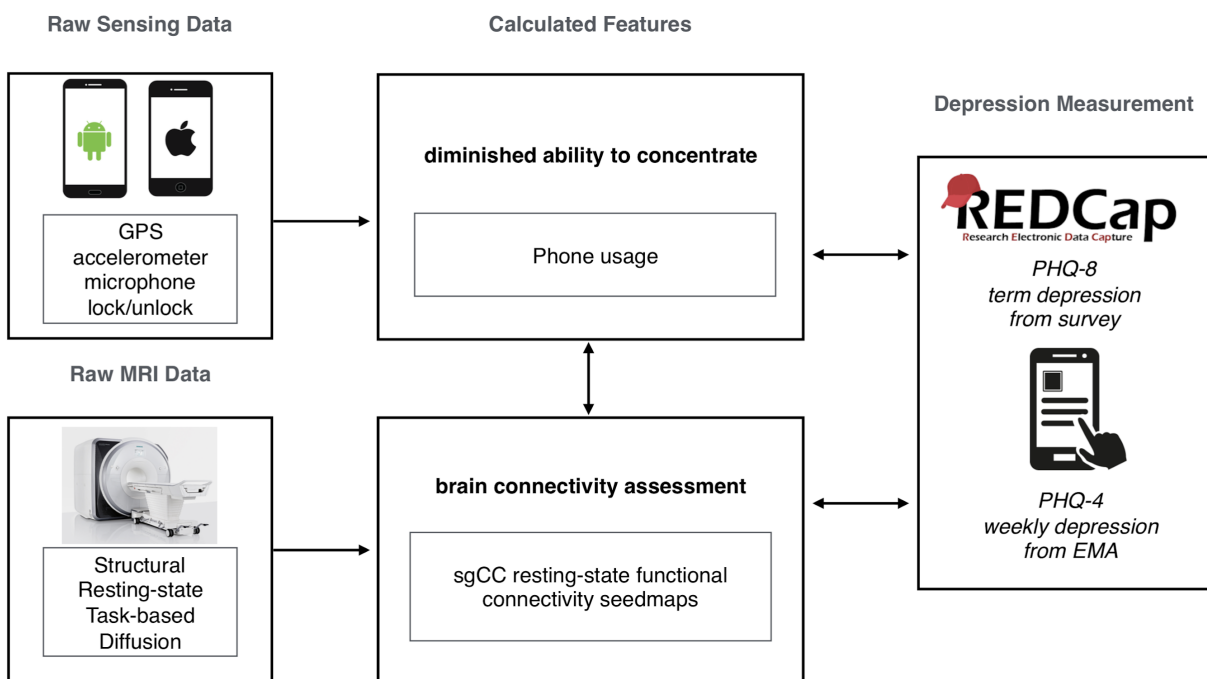 Raw Sensing Data
Calculated Features
Depression Measurement
GPS
accelerometer
microphone
lock/unlock
diminished ability to concentrate
Phone usage
REDCap
Research Electronic Data Capture
PHQ-8
term depression
from survey
PHQ-4
weekly depression
from EMA
Raw MRI Data
Structural
Resting-state
Task-based
Diffusion
brain connectivity assessment
sgCC resting-state functional
connectivity seedmaps